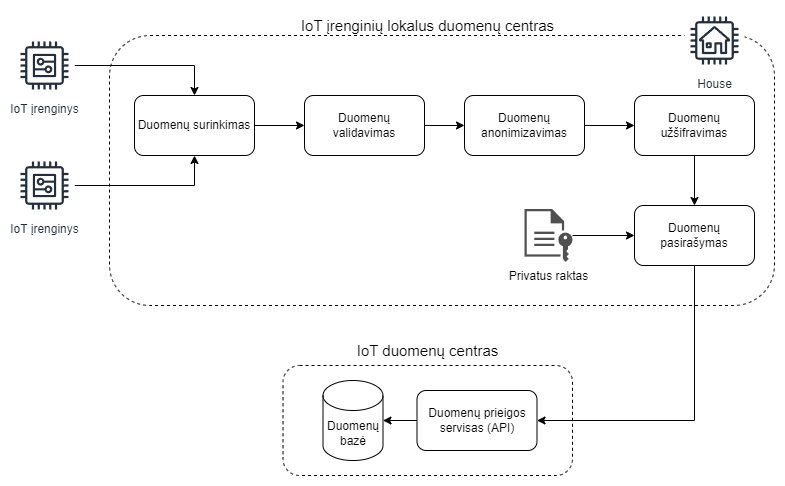 IoT įrenginių lokalus duomenų centras
House
IoT įrenginys
Duomenų surinkimas
Duomenų
validavimas
Duomenų
anonimizavimas
Duomenų
užšifravimas
IoT įrenginys
Duomenų
pasirašymas
Privatus raktas
IoT duomenų centras
Duomenų
bazė
Duomenų prieigos
servisas (API)